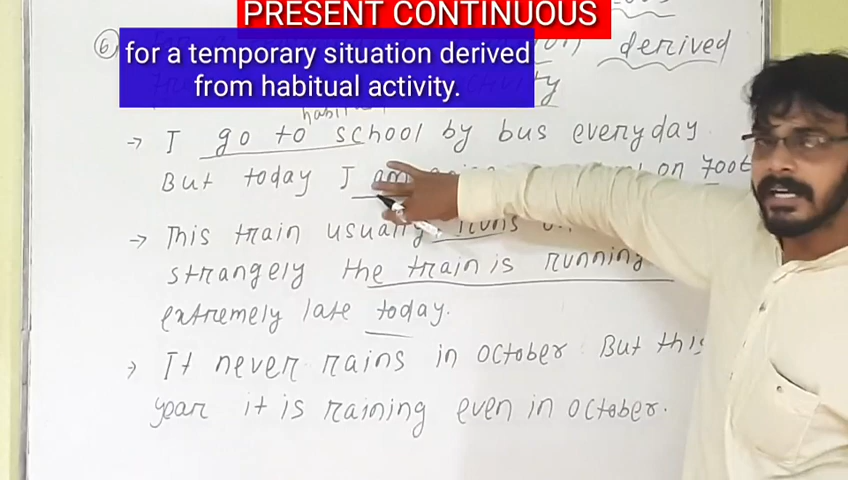 PRESENT CONTINUOUS
for a temporary situation derived
from habitual activity.
6 derived
→ I go to school by bus everyday
But today I am on foot
→ This train usually runs
strangely the train is running
extremely late today.
→ It never rains in october. But this
year it is raining even in october.